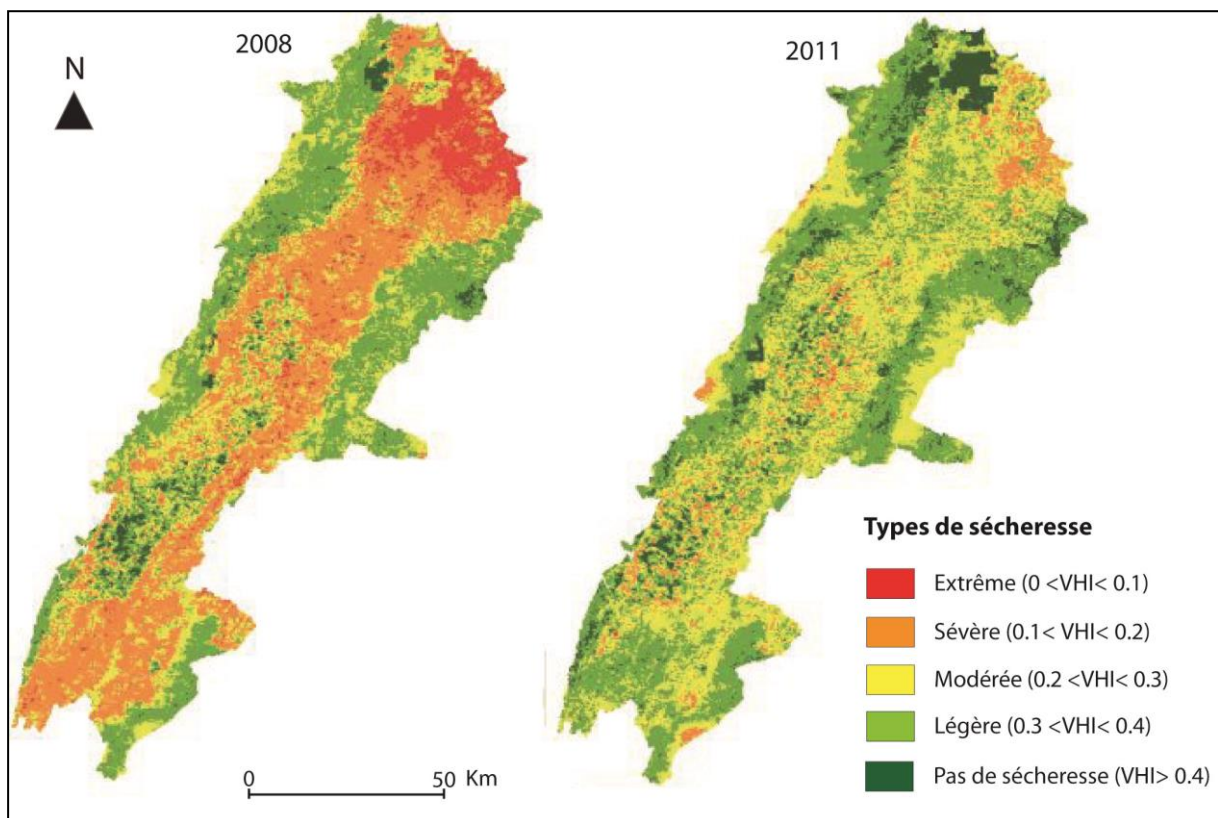 2008
2011
N
Types de sécheresse
Extrême (0 <VHI< 0.1)
Sévère (0.1< VHI< 0.2)
Modérée (0.2 <VHI< 0.3)
Légère (0.3 <VHI< 0.4)
Pas de sécheresse (VHI> 0.4)
0 50 Km